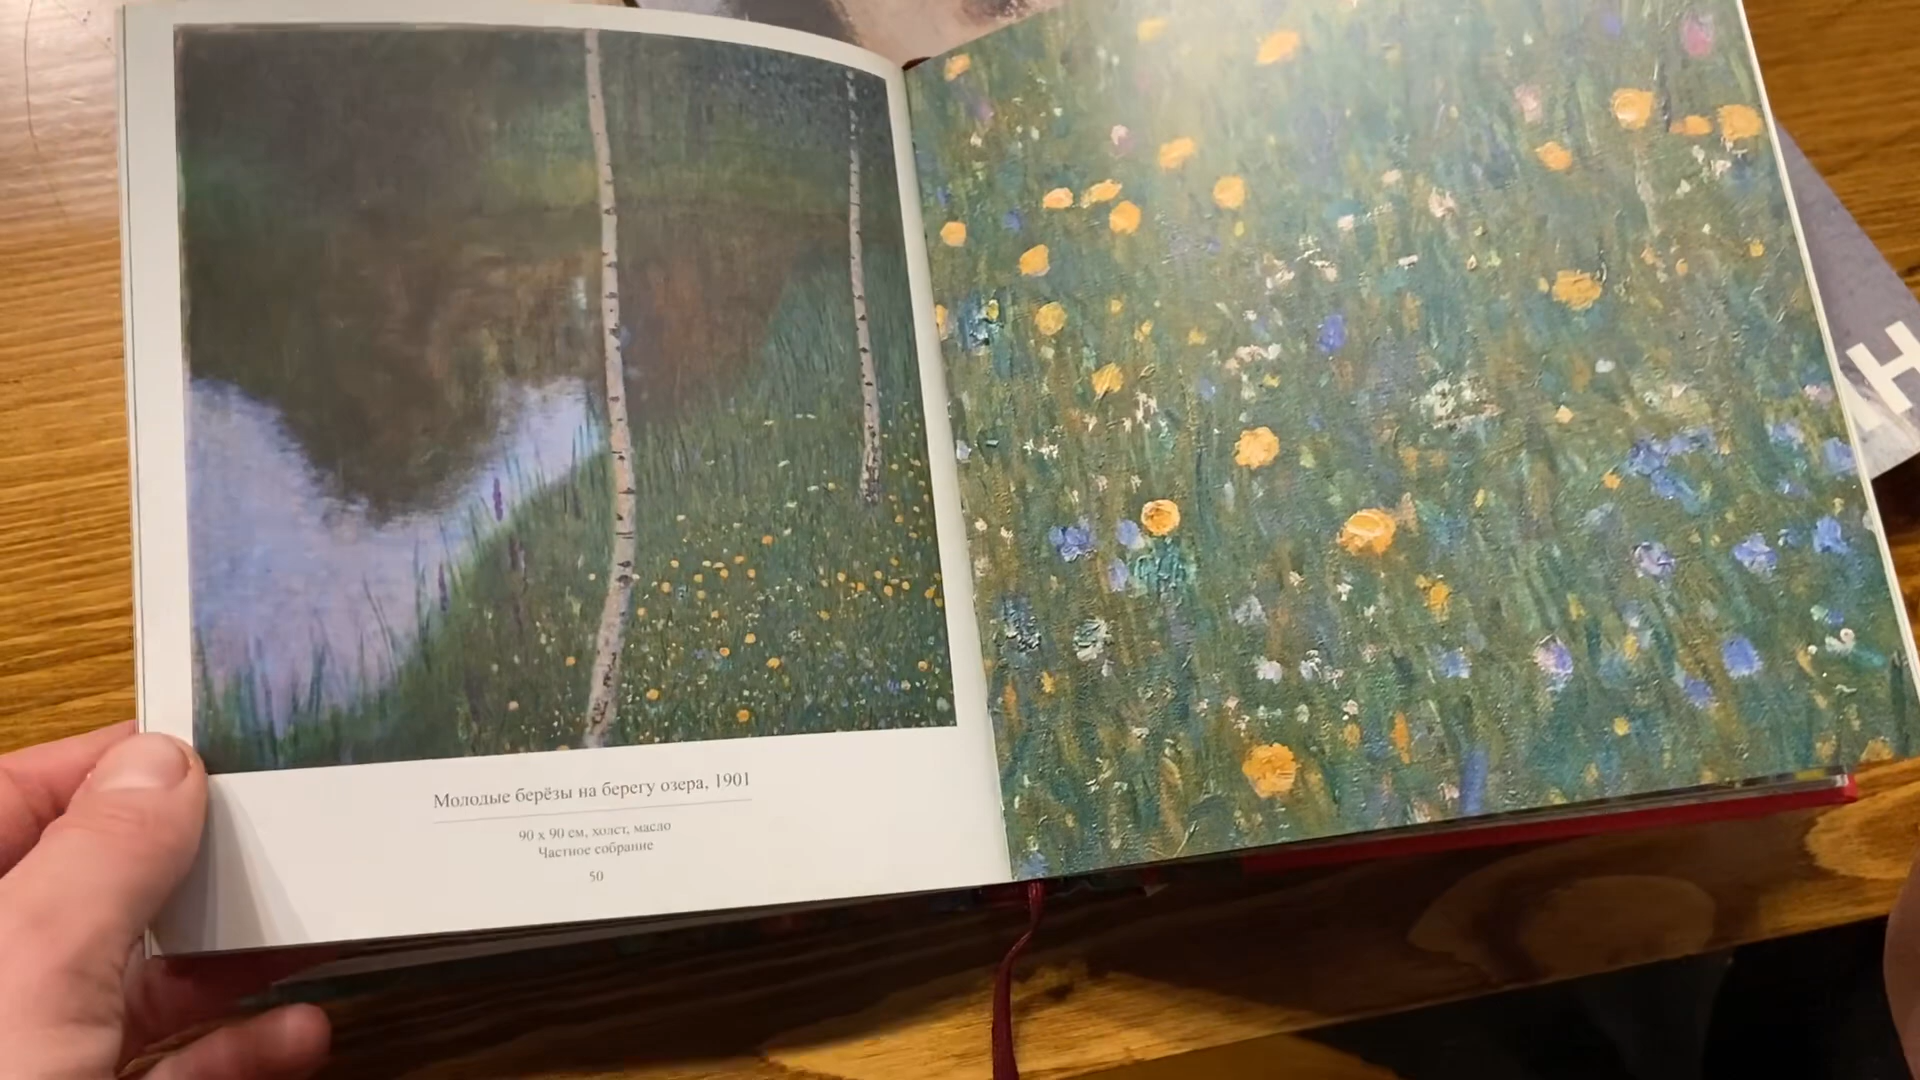 Молодые берёзы на берегу озера, 1901
90 x 90 см, холст, масло
Частное собрание
50
Н